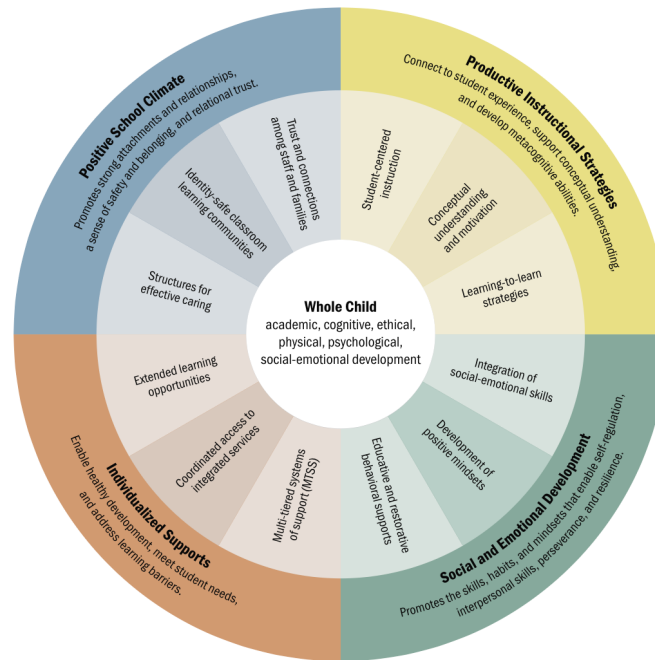 Positive School Climate
Promotes strong attachments and relationships,
a sense of safety and belonging, and relational trust.
Productive Instructional Strategies
Connect to student experience, support conceptual understanding,
and develop metacognitive abilities.
Trust and connections
among staff and families
Identity-safe classroom
learning communities
Structures for
effective caring
Student-centered
instruction
Conceptual
understanding
and motivation
Learning-to-learn
strategies
Whole Child
academic, cognitive, ethical,
physical, psychological,
social-emotional development
Extended learning
opportunities
Coordinated access to
integrated services
Multi-tiered systems
of support (MTSS)
Integration of
social-emotional skills
Development of
positive mindsets
Educative and restorative
behavioral supports
Individualized Supports
Enable healthy development, meet student needs,
and address learning barriers.
Social and Emotional Development
Promotes the skills, habits, and mindsets that enable self-regulation,
interpersonal skills, perseverance, and resilience.